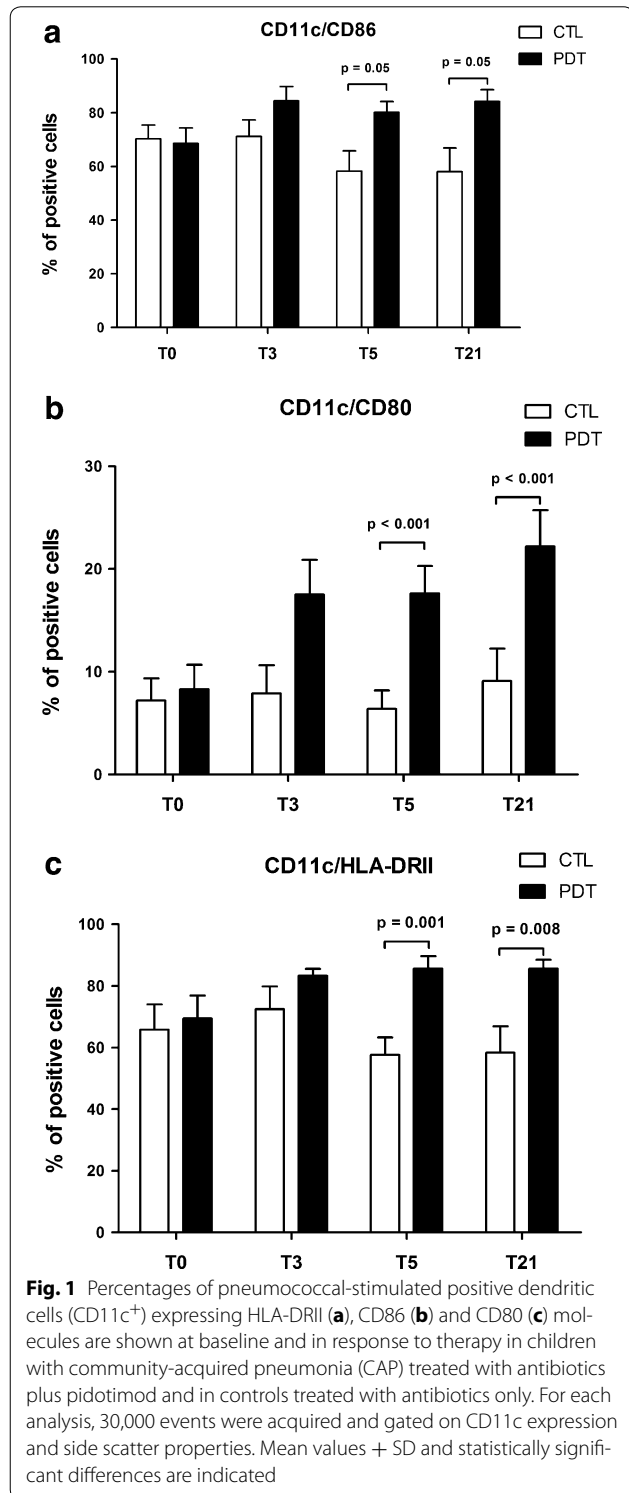 a
CD11c/CD86
CTL
PDT
p = 0.05
p = 0.05
% of positive cells
100
80
60
40
20
0
T0 T3 T5 T21
b
CD11c/CD80
CTL
PDT
p < 0.001
p < 0.001
% of positive cells
30
20
10
0
T0 T3 T5 T21
c
CD11c/HLA-DRII
CTL
PDT
p = 0.001
p = 0.008
% of positive cells
100
80
60
40
20
0
T0 T3 T5 T21
Fig. 1 Percentages of pneumococcal-stimulated positive dendritic
cells (CD11c+) expressing HLA-DRII (a), CD86 (b) and CD80 (c) mol-
ecules are shown at baseline and in response to therapy in children
with community-acquired pneumonia (CAP) treated with antibiotics
plus pidotimod and in controls treated with antibiotics only. For each
analysis, 30,000 events were acquired and gated on CD11c expression
and side scatter properties. Mean values + SD and statistically signifi-
cant differences are indicated